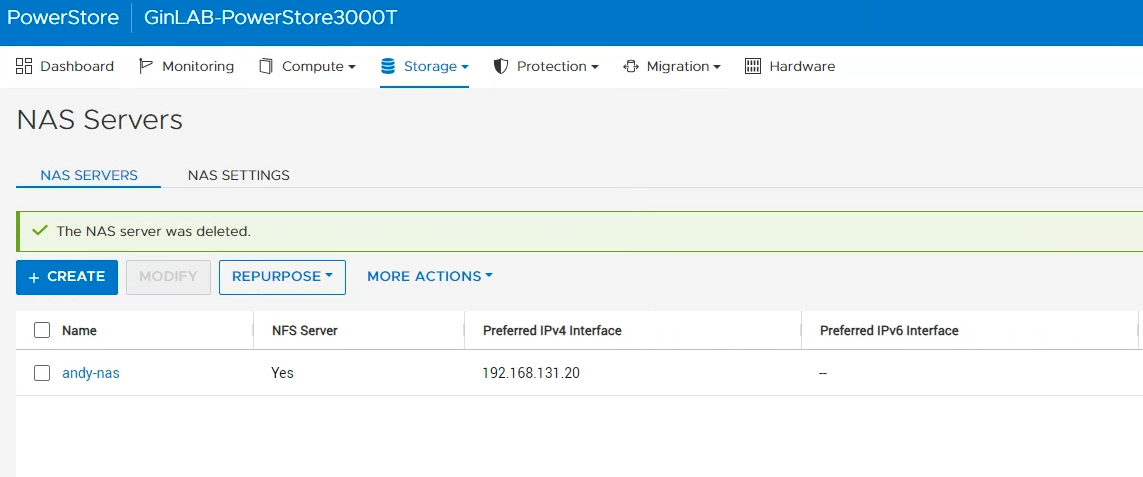 PowerStore GinLAB-PowerStore3000T
Dashboard Monitoring Compute Storage Protection Migration Hardware
NAS Servers
NAS SERVERS NAS SETTINGS
The NAS server was deleted.
+ CREATE MODIFY REPURPOSE MORE ACTIONS
Name NFS Server Preferred IPv4 Interface Preferred IPv6 Interface
andy-nas Yes 192.168.131.20 --